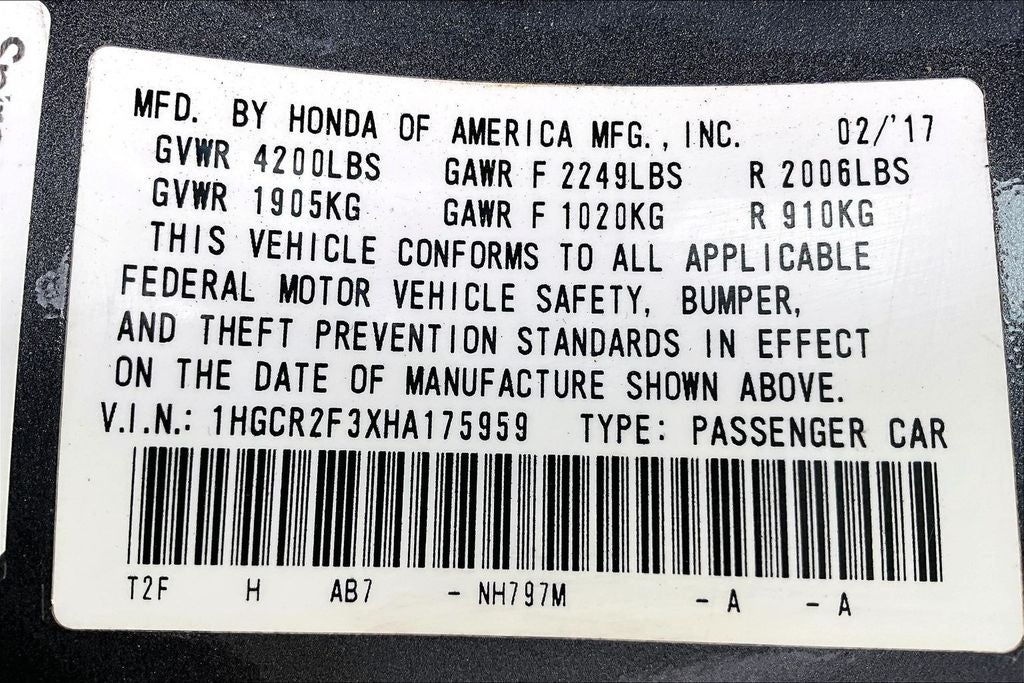 MFD. BY HONDA OF AMERICA MFG., INC. 02/'17
GVWR 4200LBS GAWR F 2249LBS R 2006LBS
GVWR 1905KG GAWR F 1020KG R 910KG
THIS VEHICLE CONFORMS TO ALL APPLICABLE
FEDERAL MOTOR VEHICLE SAFETY, BUMPER,
AND THEFT PREVENTION STANDARDS IN EFFECT
ON THE DATE OF MANUFACTURE SHOWN ABOVE.
V.I.N.: 1HGCR2F3XHA175959 TYPE: PASSENGER CAR
T2F H AB7 - NH797M - A - A